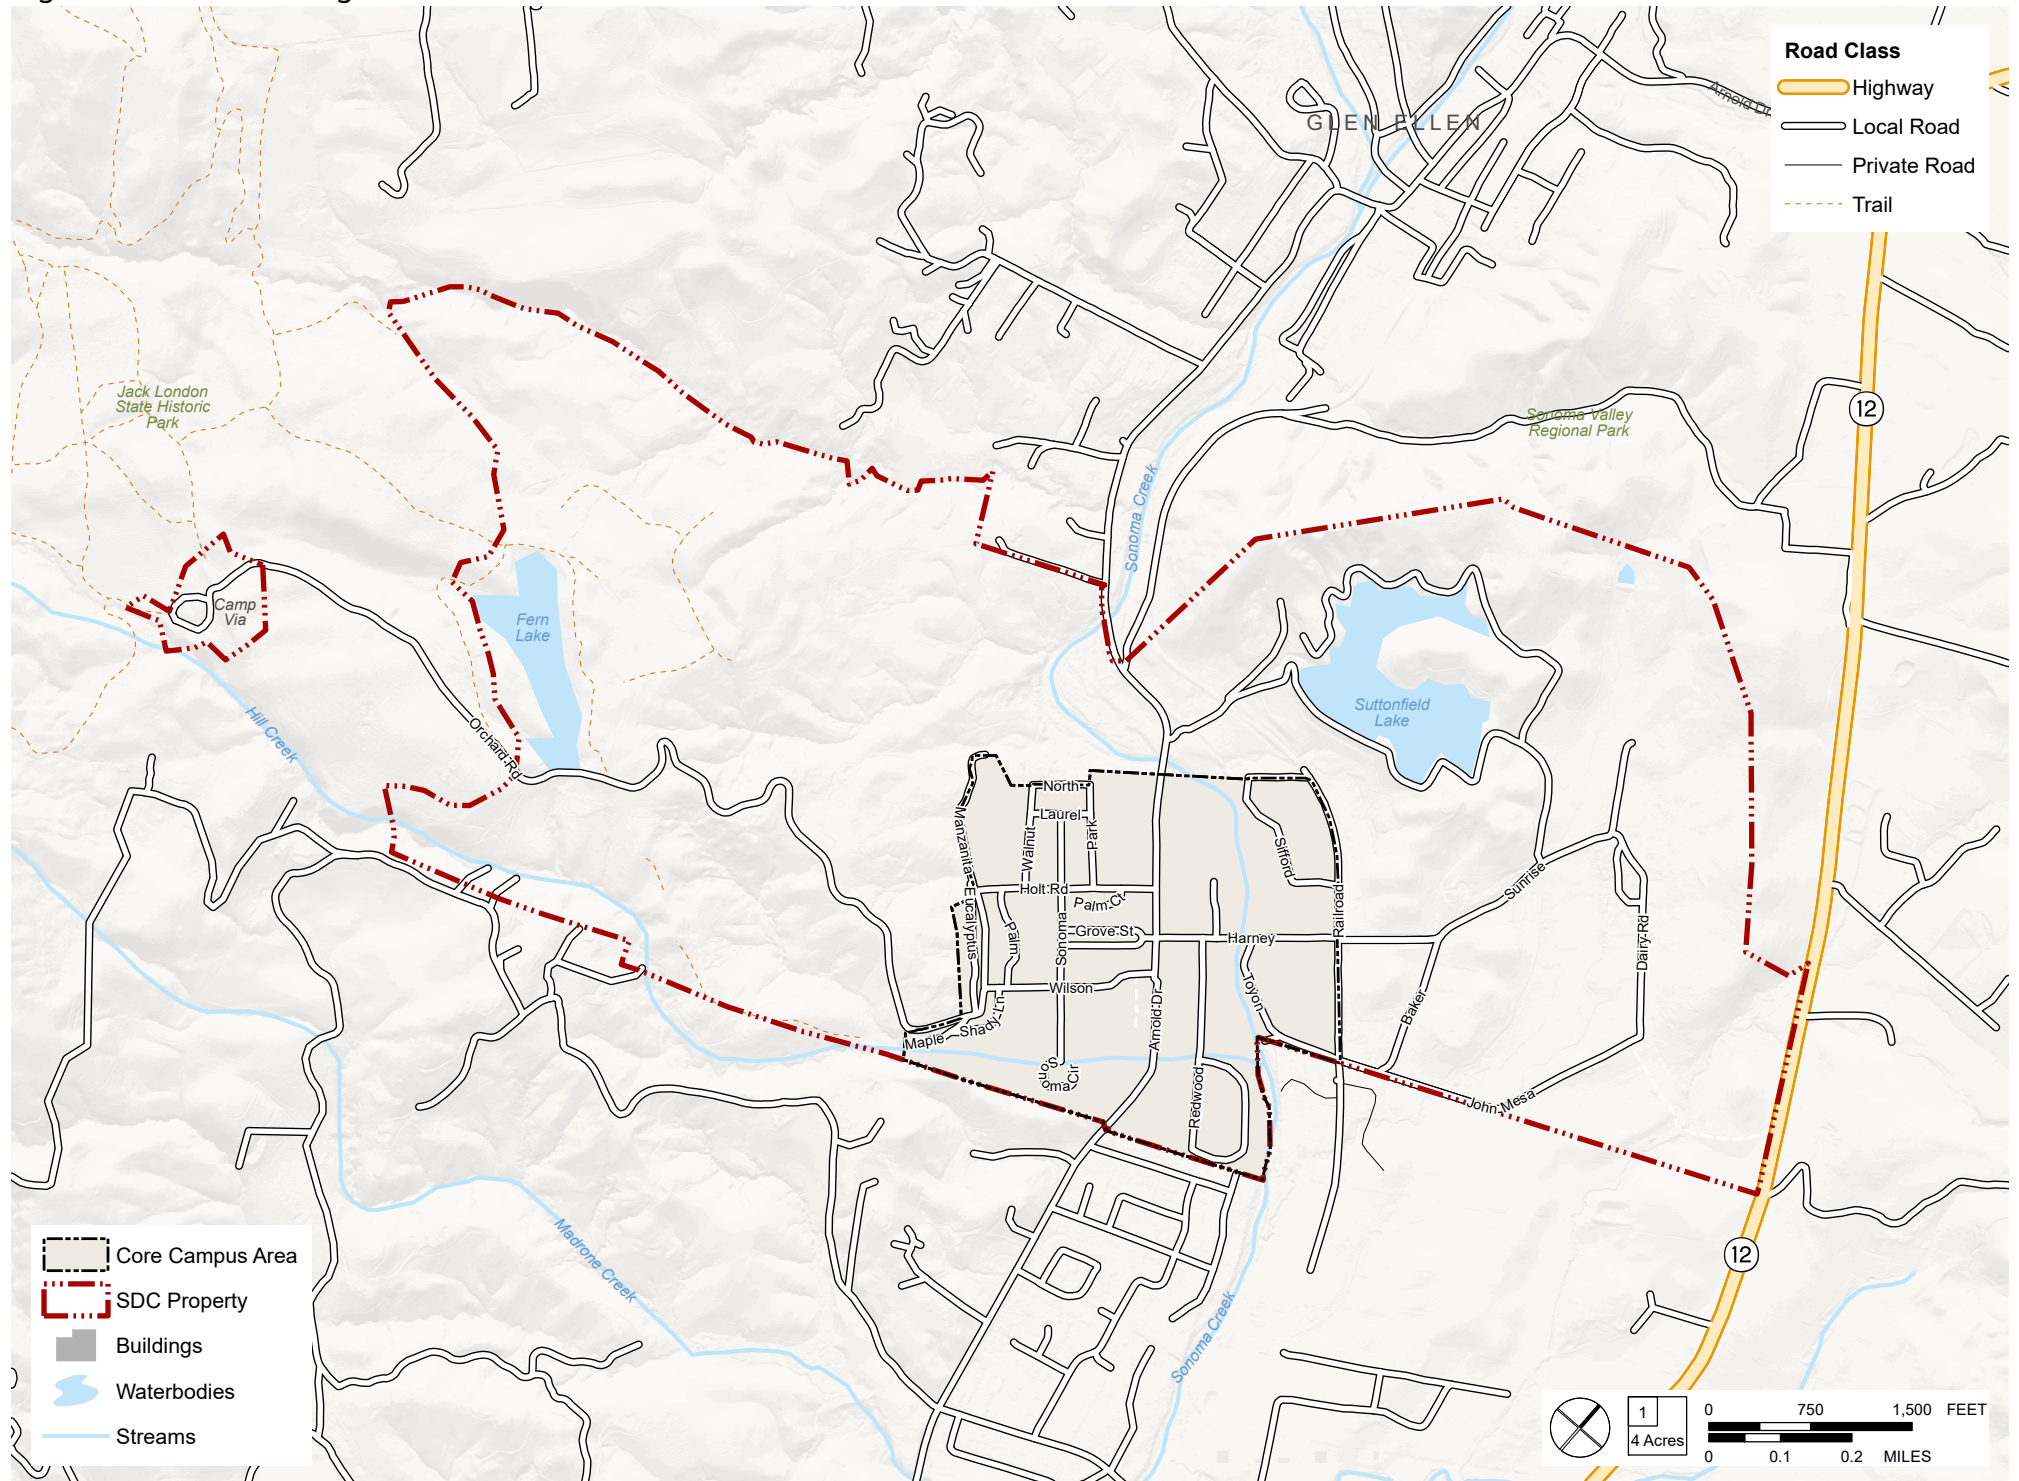 Road Class
Highway
Local Road
Private Road
Trail
Arnold Dr
GLEN ELLEN
Jack London
State Historic
Park
Sonoma Valley
Regional Park
12
Sonoma Creek
Camp
Via
Fern
Lake
Suttonfield
Lake
Hill Creek
Orchard Rd
North
Laurel
Manzanita
Walnut
Park
Sifford
Holt Rd
Palm Ct
Eucalyptus
Palm
Sonoma
Grove St
Harney
Railroad
Sunrise
Dairy Rd
Wilson
Toyon
Baker
Shady Ln
Maple
Arnold Dr
Sonoma Cir
Redwood
John Mesa
Madrone Creek
Sonoma Creek
12
Core Campus Area
SDC Property
Buildings
Waterbodies
Streams
1
4 Acres
0 750 1,500 FEET
0 0.1 0.2 MILES